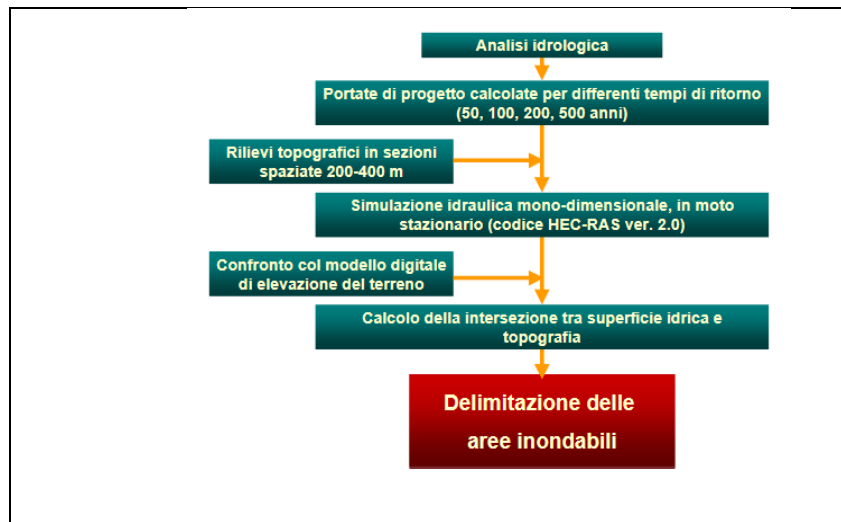 Analisi idrologica
Portate di progetto calcolate per differenti tempi di ritorno
(50, 100, 200, 500 anni)
Rilievi topografici in sezioni
spaziate 200-400 m
Simulazione idraulica mono-dimensionale, in moto
stazionario (codice HEC-RAS ver. 2.0)
Confronto col modello digitale
di elevazione del terreno
Calcolo della intersezione tra superficie idrica e
topografia
Delimitazione delle
aree inondabili